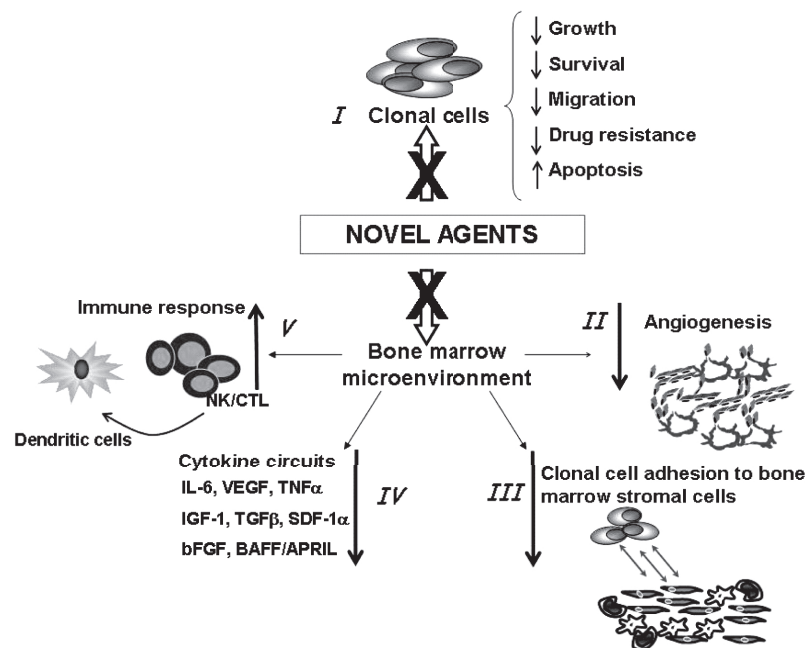 Growth
Survival
Migration
Drug resistance
Apoptosis
I Clonal cells
X
NOVEL AGENTS
X
Immune response
V
II
Angiogenesis
Bone marrow
microenvironment
NK/CTL
Dendritic cells
Cytokine circuits
IL-6, VEGF, TNFα
IGF-1, TGFβ, SDF-1α
bFGF, BAFF/APRIL
IV
III
Clonal cell adhesion to bone
marrow stromal cells